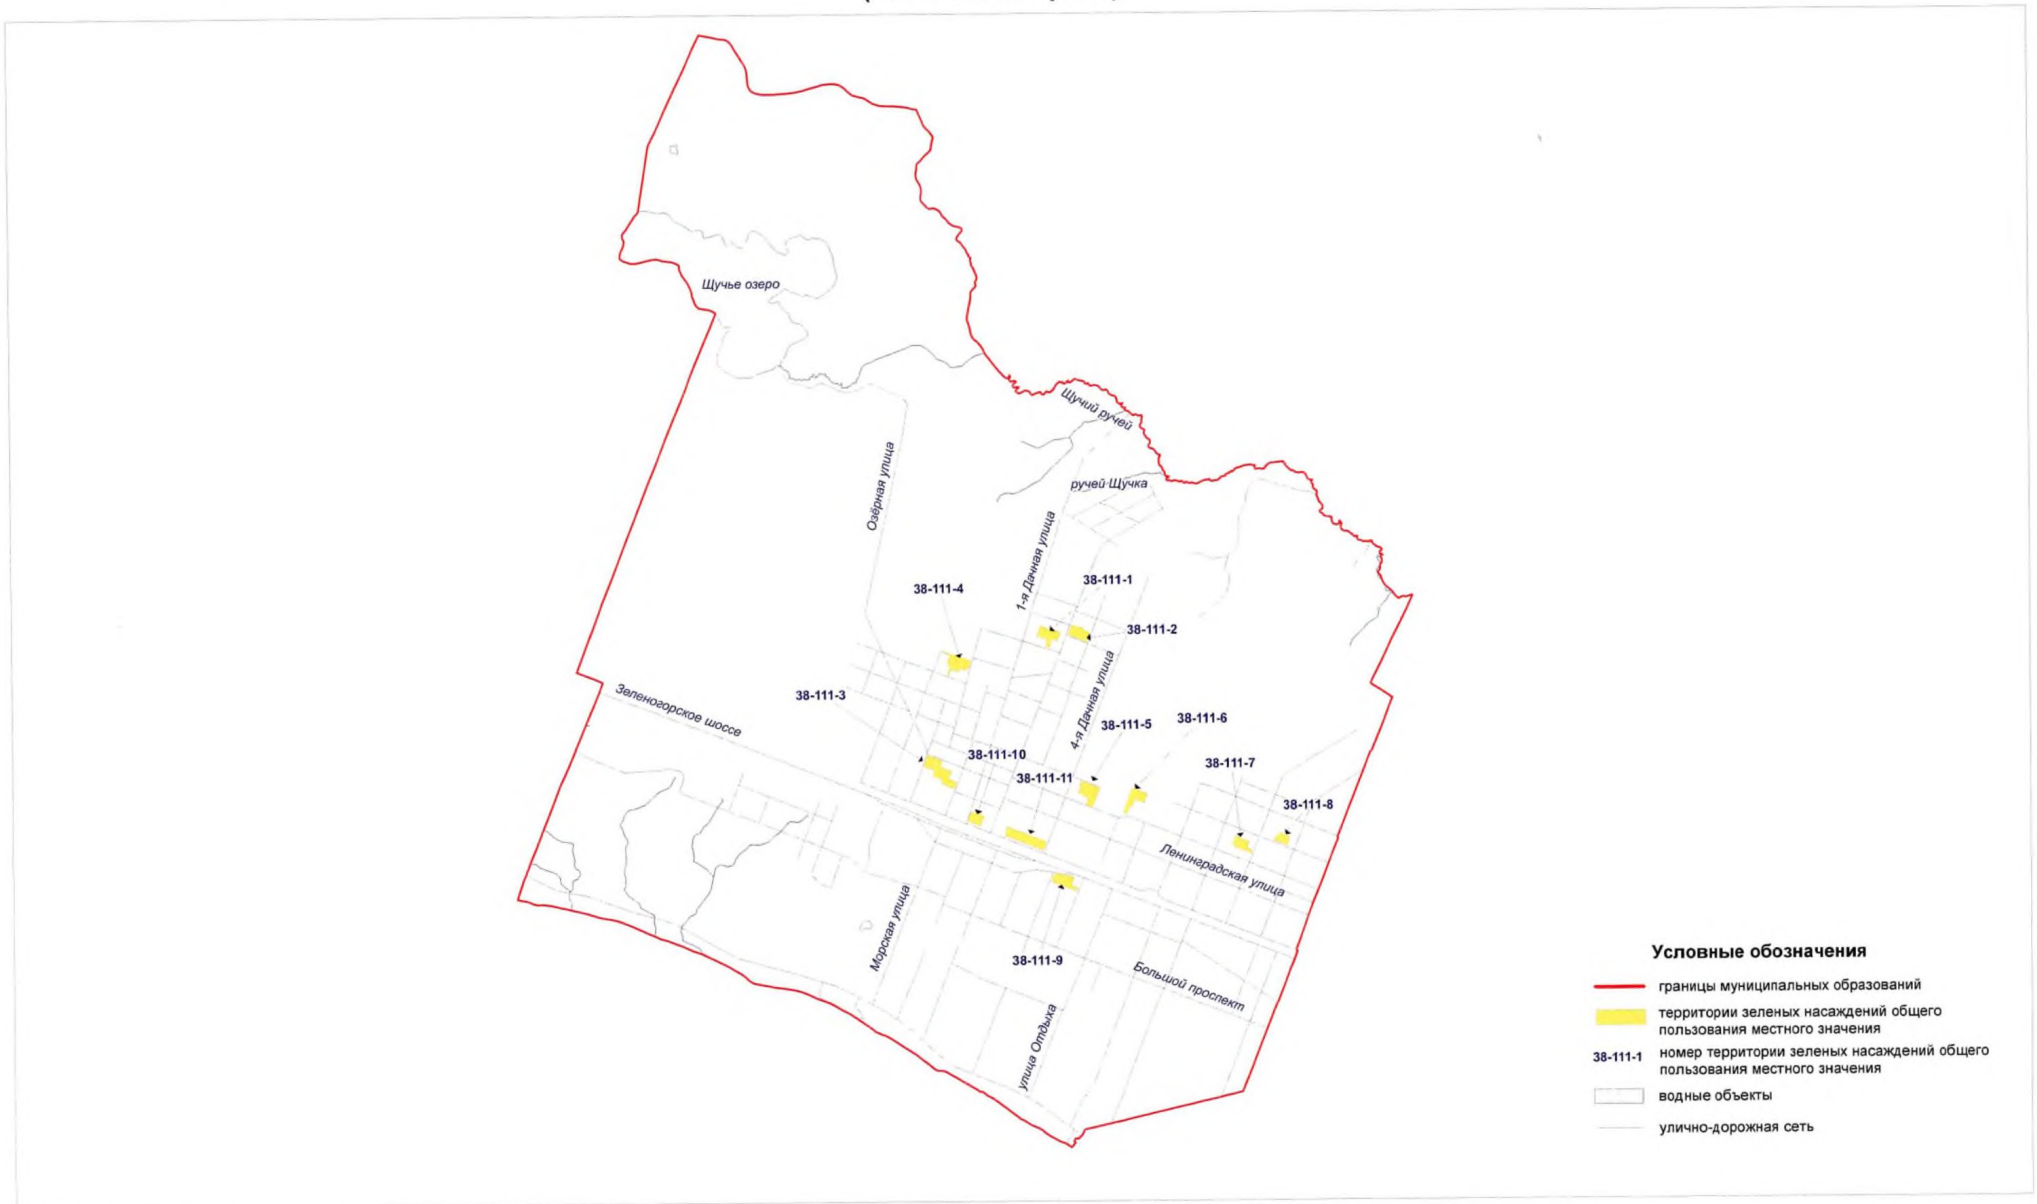 Щучье озеро
Щучий ручей
Озёрная улица
ручей Щучка
1-я Дачная улица
38-111-1
38-111-4
38-111-2
4-я Дачная улица
38-111-3
Зеленогорское шоссе
38-111-5
38-111-6
38-111-10
38-111-7
38-111-11
38-111-8
Ленинградская улица
Морская улица
38-111-9
Большой проспект
улица Отдыха
Условные обозначения
границы муниципальных образований
территории зеленых насаждений общего
пользования местного значения
38-111-1 номер территории зеленых насаждений общего
пользования местного значения
водные объекты
улично-дорожная сеть